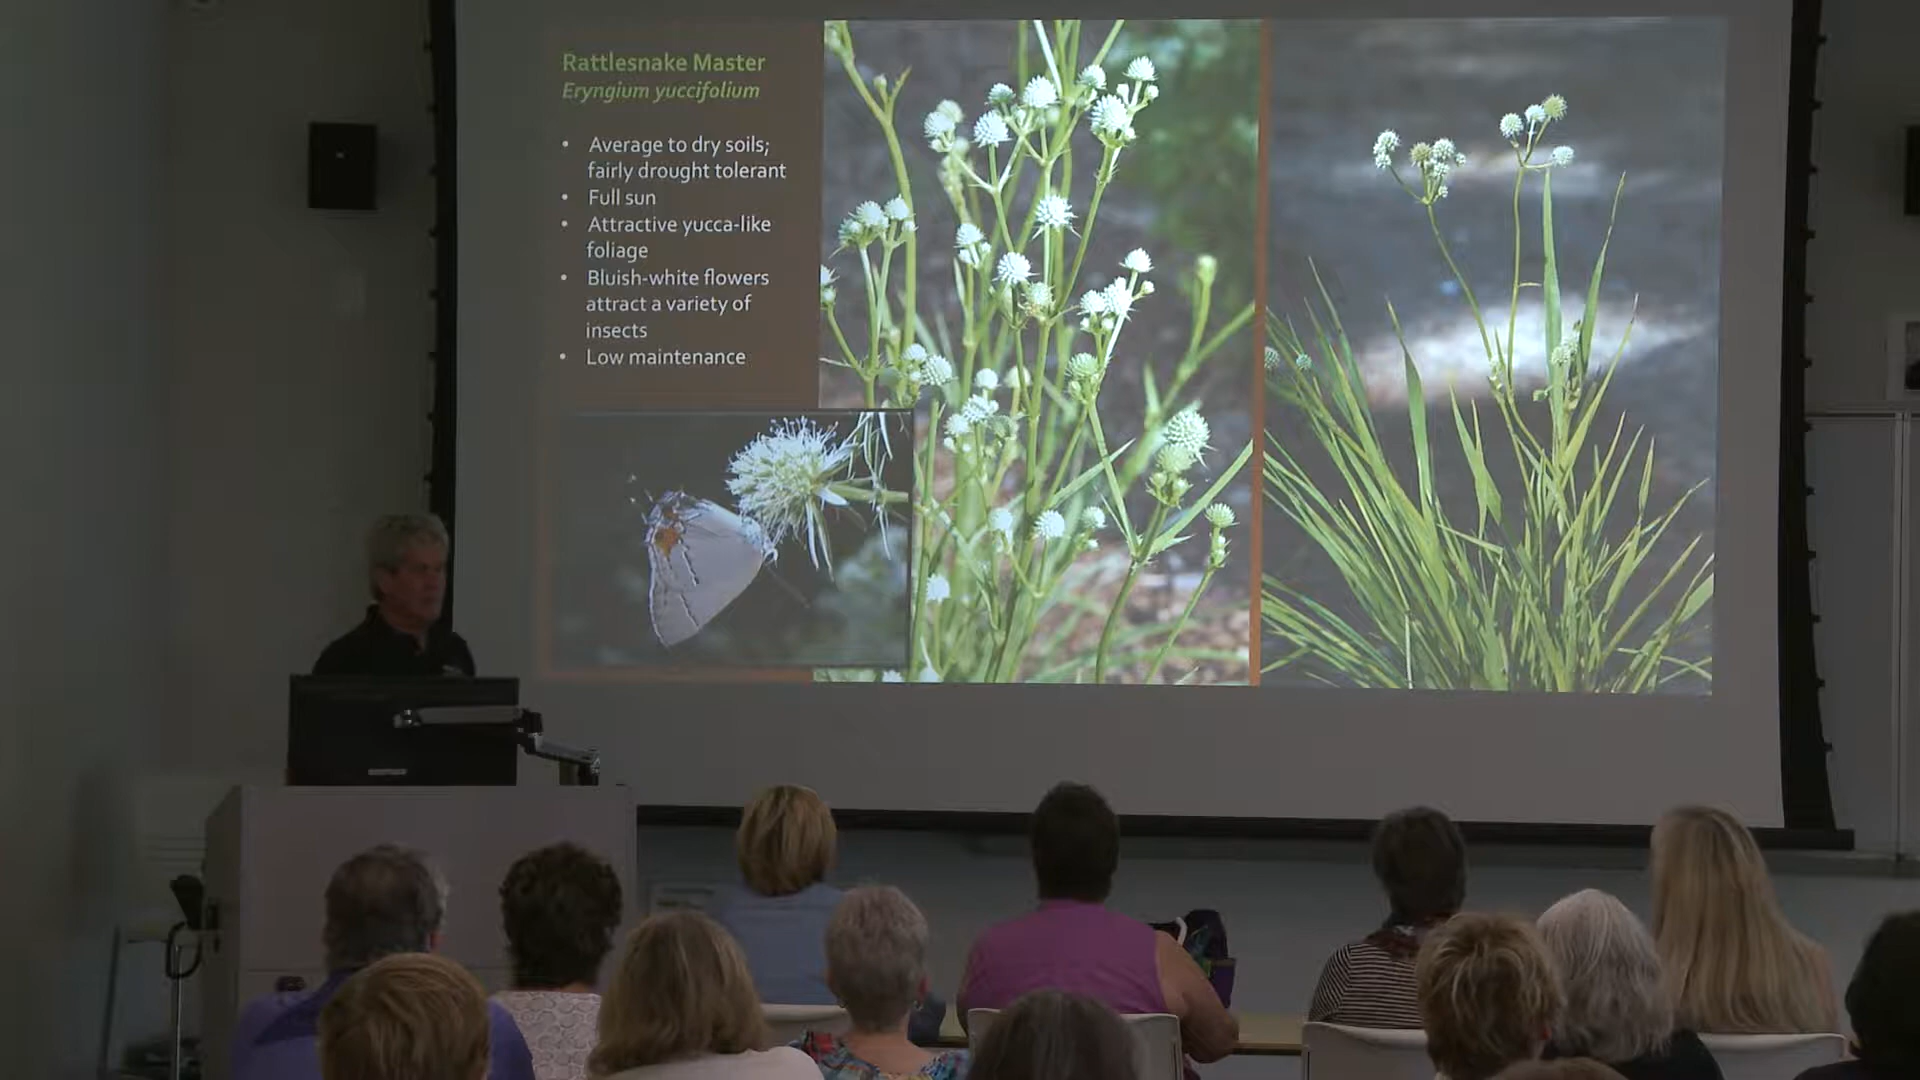 Rattlesnake Master
Eryngium yuccifolium
• Average to dry soils;
fairly drought tolerant
• Full sun
• Attractive yucca-like
foliage
• Bluish-white flowers
attract a variety of
insects
• Low maintenance